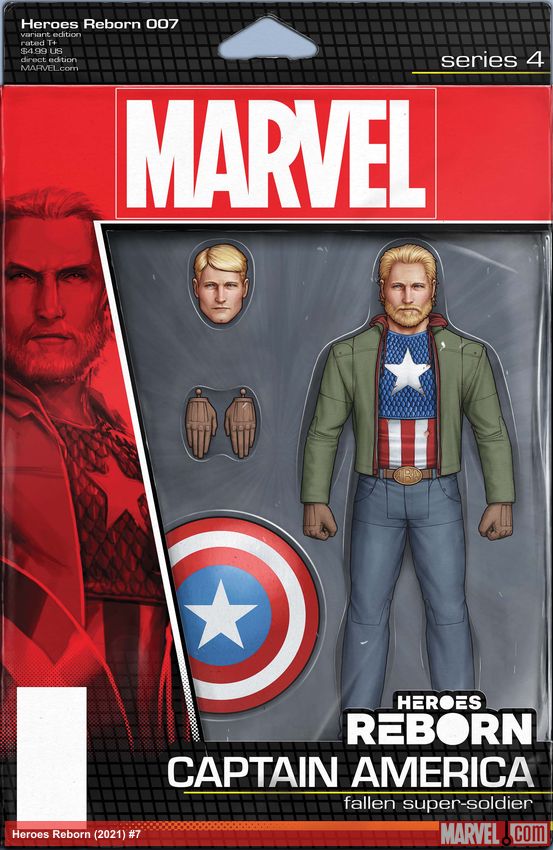 Heroes Reborn 007
variant edition
rated T+
$4.99 US
direct edition
MARVEL.com
series 4
MARVEL
HEROES
REBORN
CAPTAIN AMERICA
fallen super-soldier
Heroes Reborn (2021) #7
MARVEL.com